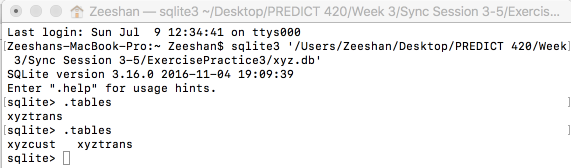 Zeeshan — sqlite3 ~/Desktop/PREDICT 420/Week 3/Sync Session 3-5/Exercis...
Last login: Sun Jul  9 12:34:41 on ttys000
[Zeeshans-MacBook-Pro:~ Zeeshan$ sqlite3 '/Users/Zeeshan/Desktop/PREDICT 420/Week]
 3/Sync Session 3-5/ExercisePractice3/xyz.db'
SQLite version 3.16.0 2016-11-04 19:09:39
Enter ".help" for usage hints.
[sqlite> .tables
xyztrans
[sqlite> .tables
xyzcust   xyztrans
sqlite>